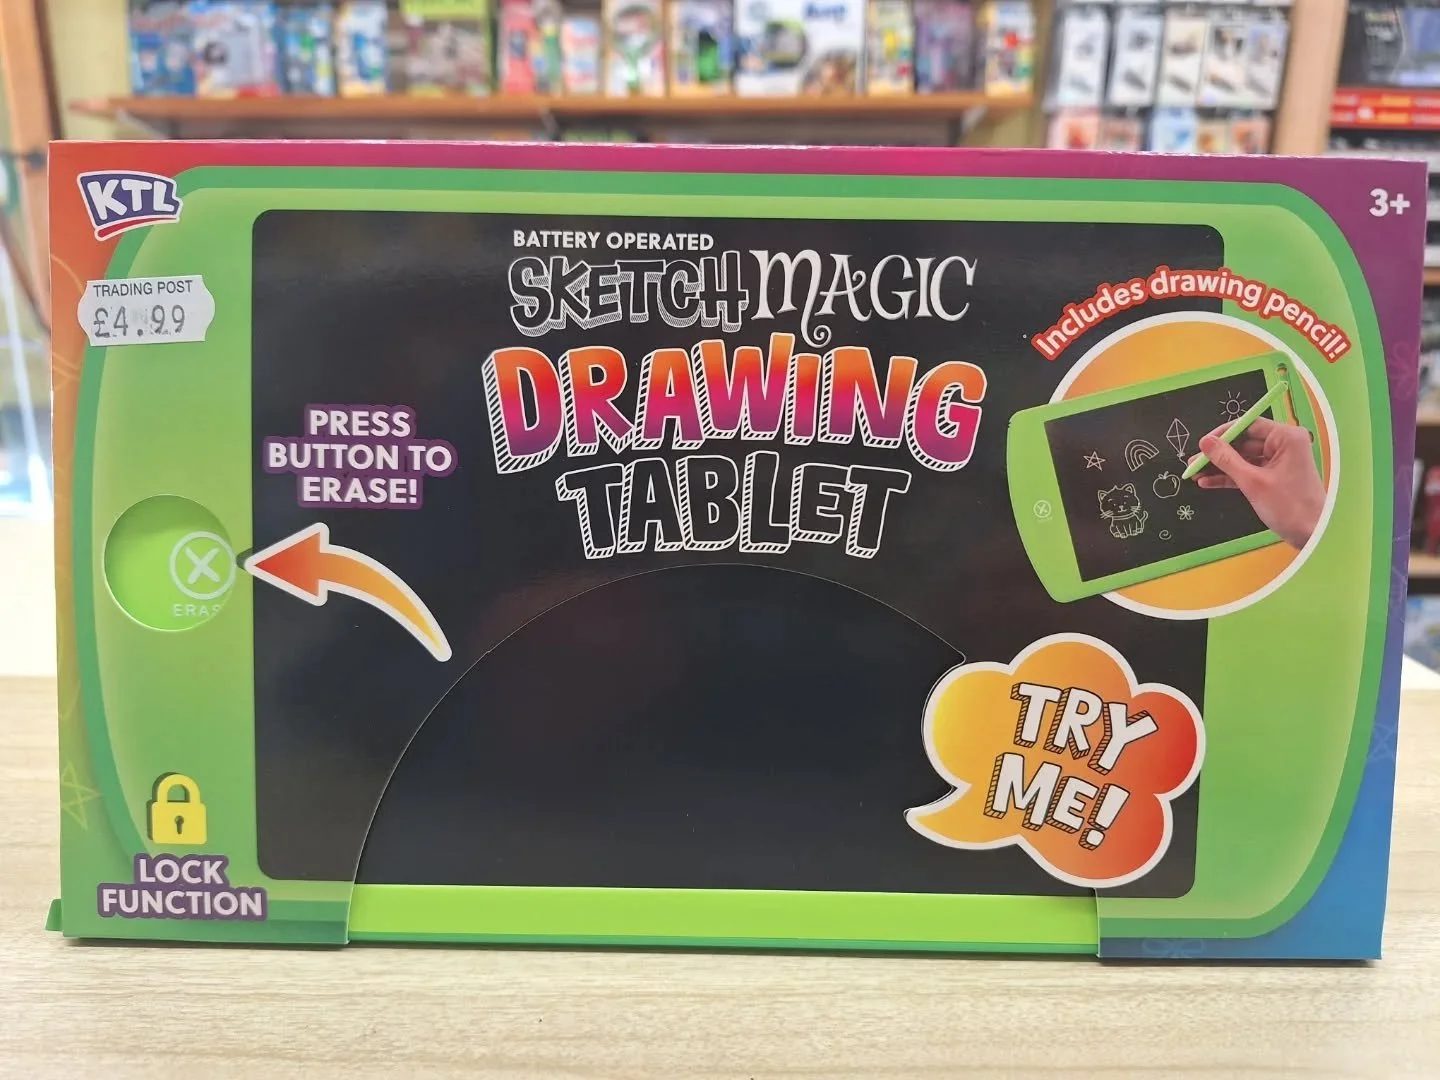 KTL
3+
TRADING POST
£4.99
BATTERY OPERATED
SKETCH MAGIC
DRAWING
TABLET
Includes drawing pencil!
PRESS
BUTTON TO
ERASE!
ERAS
TRY
ME!
LOCK
FUNCTION